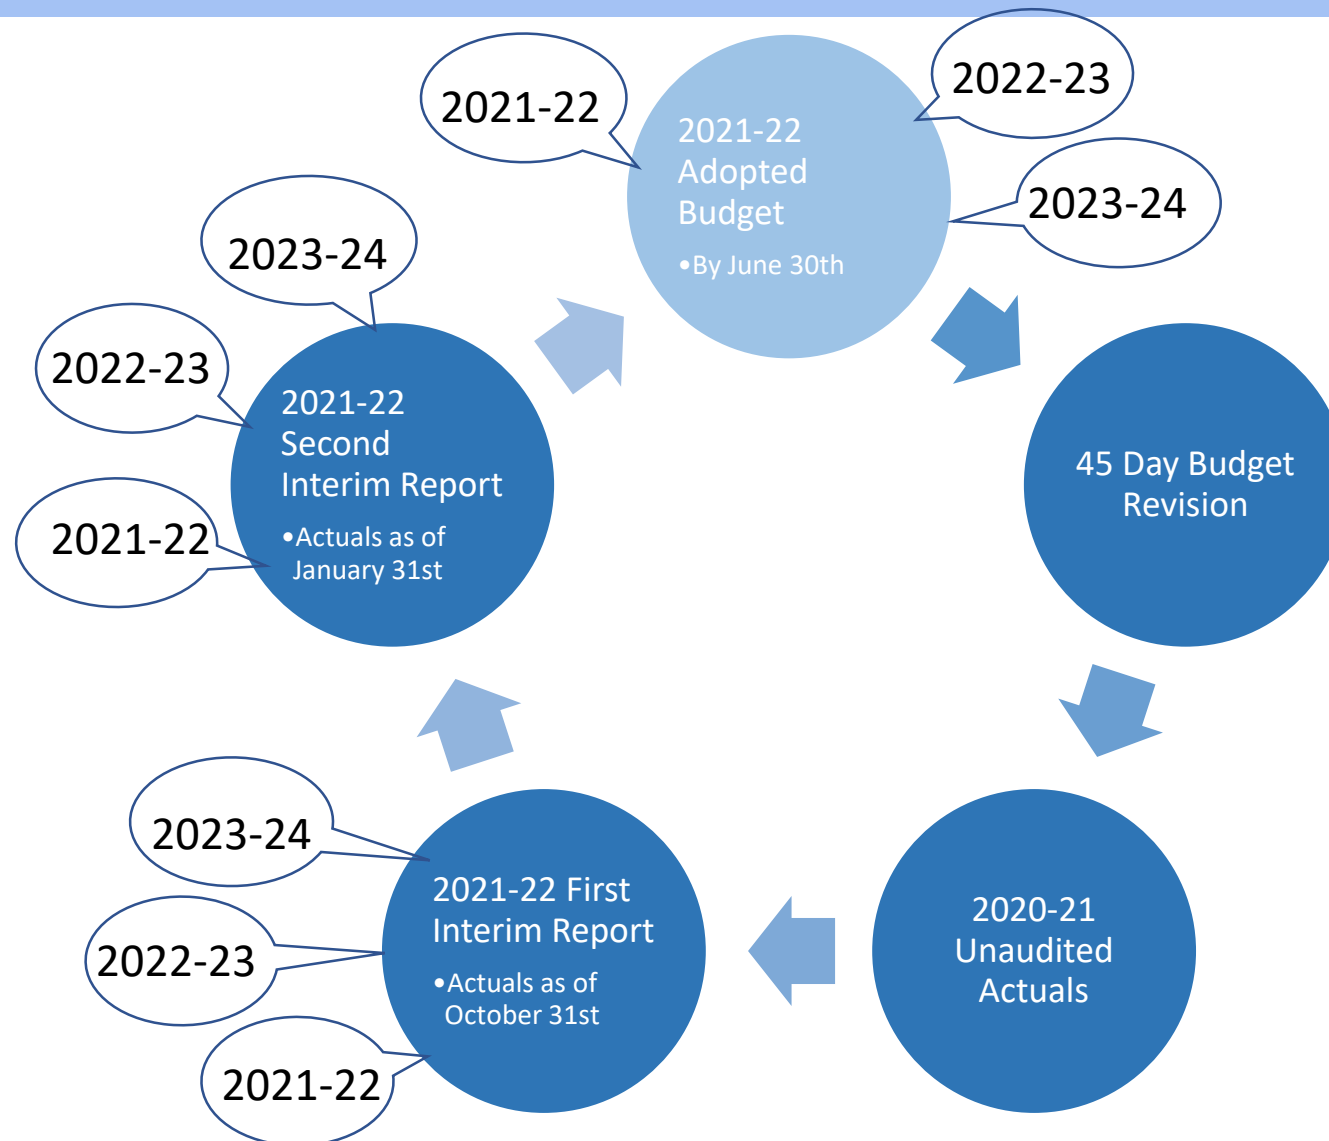 2021-22
2021-22
Adopted
Budget
•By June 30th
2022-23
2023-24
45 Day Budget
Revision
2020-21
Unaudited
Actuals
2021-22 First
Interim Report
•Actuals as of
October 31st
2023-24
2022-23
2021-22
2021-22
Second
Interim Report
•Actuals as of
January 31st
2023-24
2022-23
2021-22